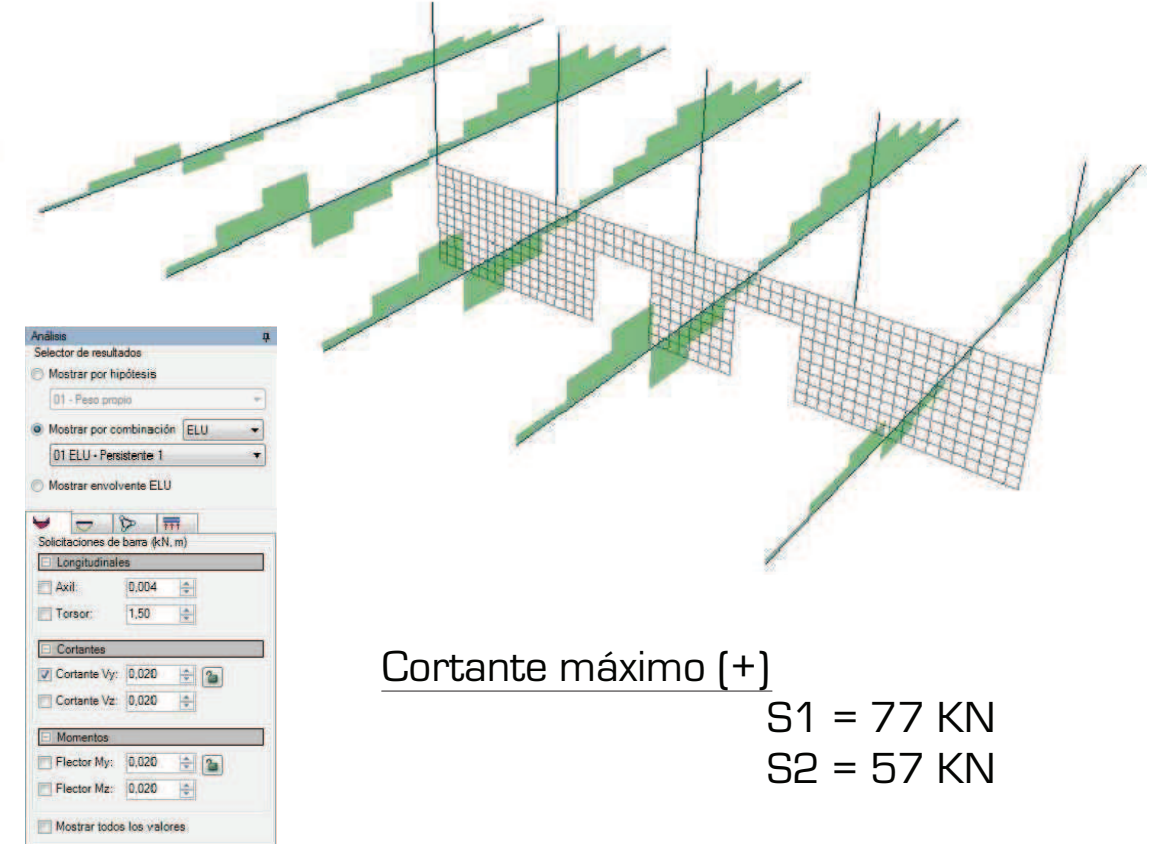 Análisis
Selector de resultados
Mostrar por hipótesis
01 - Peso propio
Mostrar por combinación ELU
01 ELU - Persistente 1
Mostrar envolvente ELU
Solicitaciones de barra (kN, m)
Longitudinales
Axil: 0,004
Torsor: 1,50
Cortantes
Cortante Vy: 0,020
Cortante Vz: 0,020
Momentos
Flector My: 0,020
Flector Mz: 0,020
Mostrar todos los valores
Cortante máximo (+)
S1 = 77 KN
S2 = 57 KN